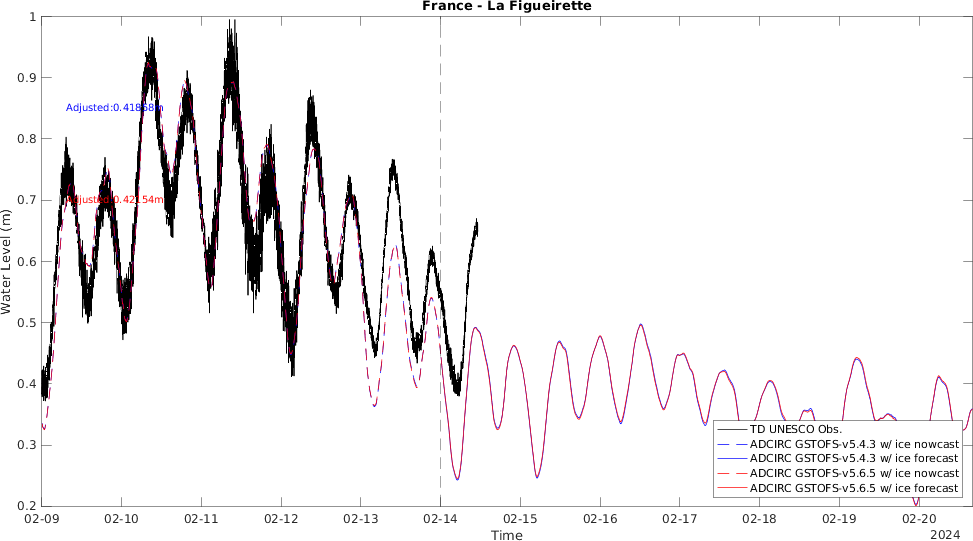 France - La Figueirette
1
0.9
Adjusted:0.41868m
0.8
0.7
Adjusted:0.42154m
0.6
0.5
0.4
0.3
0.2
Water Level (m)
TD UNESCO Obs.
ADCIRC GSTOFS-v5.4.3 w/ ice nowcast
ADCIRC GSTOFS-v5.4.3 w/ ice forecast
ADCIRC GSTOFS-v5.6.5 w/ ice nowcast
ADCIRC GSTOFS-v5.6.5 w/ ice forecast
02-09 02-10 02-11 02-12 02-13 02-14 02-15 02-16 02-17 02-18 02-19 02-20
Time
2024